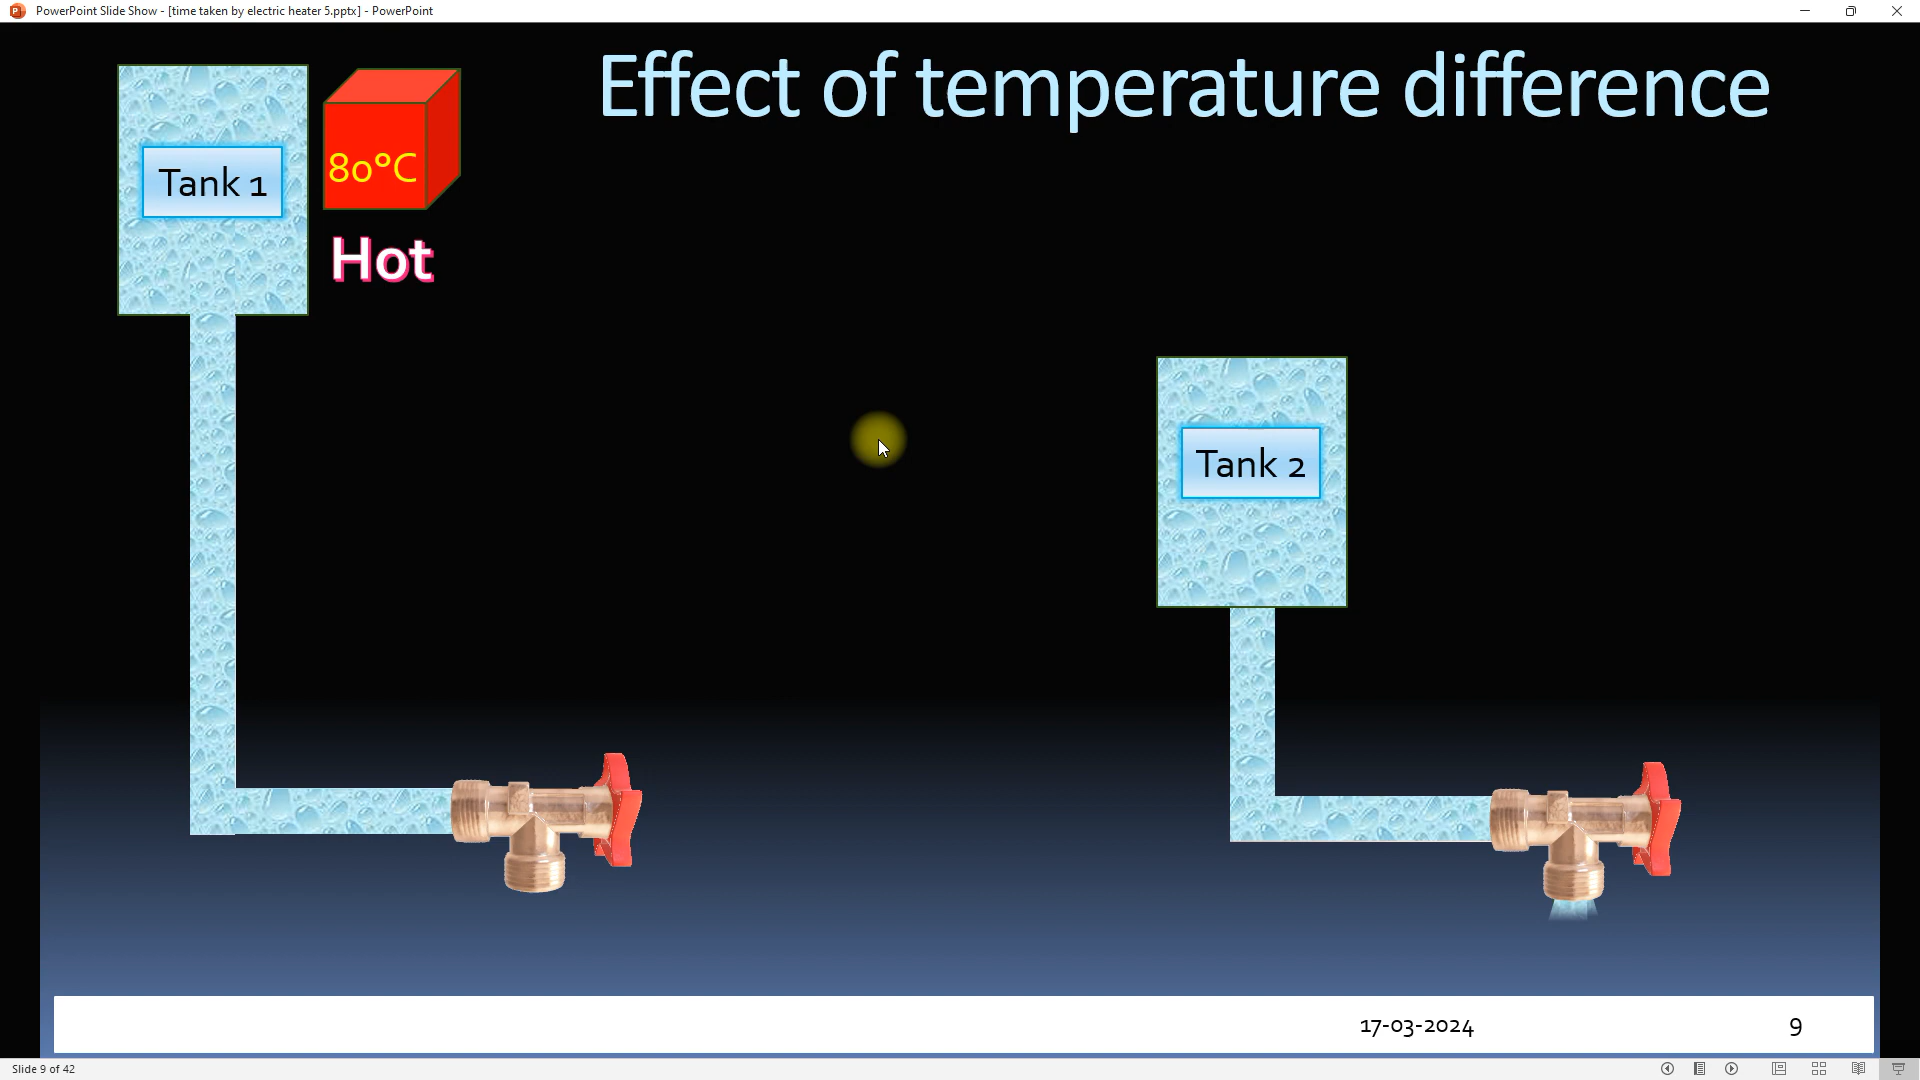 PowerPoint Slide Show - [time taken by electric heater 5.pptx] - PowerPoint
Effect of temperature difference
Tank 1
80°C
Hot
Tank 2
17-03-2024
9
Slide 9 of 42